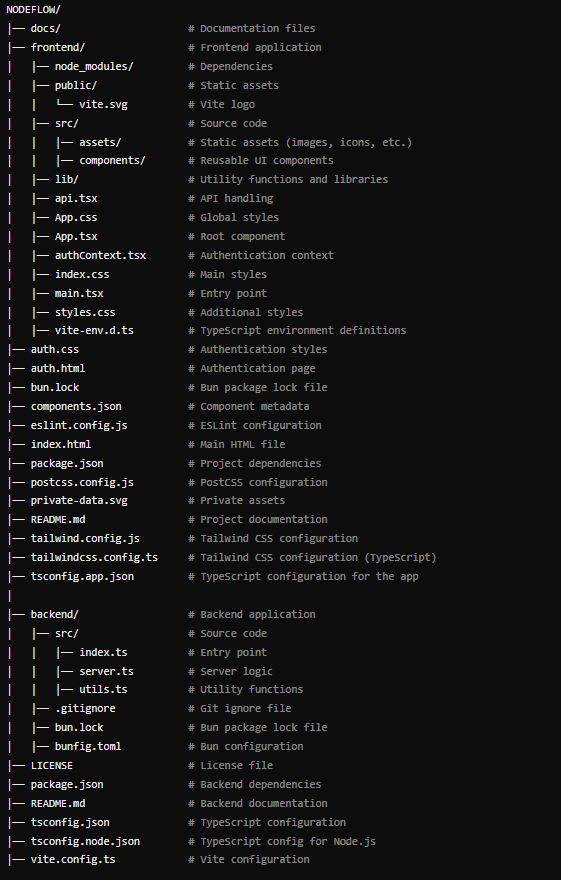 NODEFLOW/
├── docs/ # Documentation files
├── frontend/ # Frontend application
│ ├── node_modules/ # Dependencies
│ ├── public/ # Static assets
│ │ └── vite.svg # Vite logo
│ ├── src/ # Source code
│ │ ├── assets/ # Static assets (images, icons, etc.)
│ │ ├── components/ # Reusable UI components
│ ├── lib/ # Utility functions and libraries
│ ├── api.tsx # API handling
│ ├── App.css # Global styles
│ ├── App.tsx # Root component
│ ├── authContext.tsx # Authentication context
│ ├── index.css # Main styles
│ ├── main.tsx # Entry point
│ ├── styles.css # Additional styles
│ ├── vite-env.d.ts # TypeScript environment definitions
├── auth.css # Authentication styles
├── auth.html # Authentication page
├── bun.lock # Bun package lock file
├── components.json # Component metadata
├── eslint.config.js # ESLint configuration
├── index.html # Main HTML file
├── package.json # Project dependencies
├── postcss.config.js # PostCSS configuration
├── private-data.svg # Private assets
├── README.md # Project documentation
├── tailwind.config.js # Tailwind CSS configuration
├── tailwindcss.config.ts # Tailwind CSS configuration (TypeScript)
├── tsconfig.app.json # TypeScript configuration for the app
│
├── backend/ # Backend application
│ ├── src/ # Source code
│ │ ├── index.ts # Entry point
│ │ ├── server.ts # Server logic
│ │ ├── utils.ts # Utility functions
│ ├── .gitignore # Git ignore file
│ ├── bun.lock # Bun package lock file
│ ├── bunfig.toml # Bun configuration
├── LICENSE # License file
├── package.json # Backend dependencies
├── README.md # Backend documentation
├── tsconfig.json # TypeScript configuration
├── tsconfig.node.json # TypeScript config for Node.js
├── vite.config.ts # Vite configuration